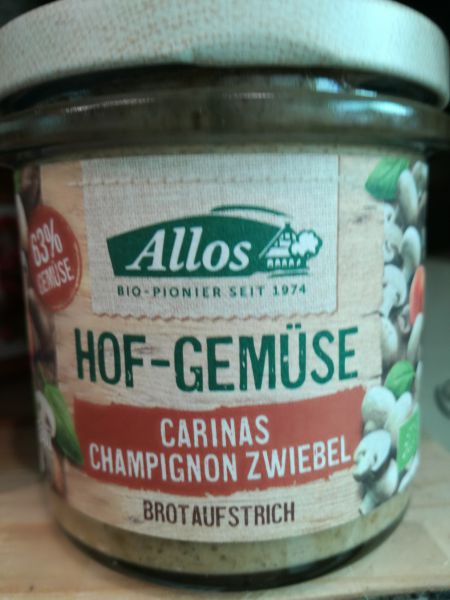 63%
GEMÜSE
Allos
BIO-PIONIER SEIT 1974
HOF-GEMÜSE
CARINAS
CHAMPIGNON ZWIEBEL
BROTAUFSTRICH